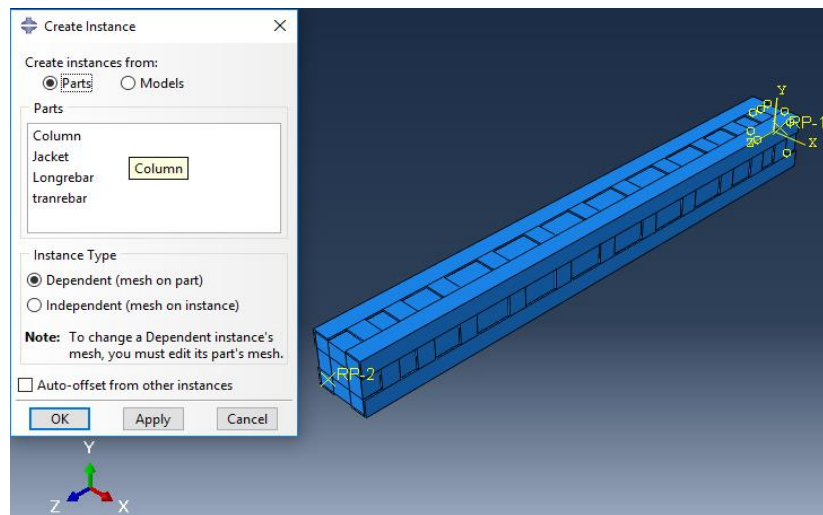 Create Instance
Create instances from:
Parts
Models
Parts
Column
Jacket
Longrebar
tranrebar
Column
Instance Type
Dependent (mesh on part)
Independent (mesh on instance)
Note: To change a Dependent instance's
mesh, you must edit its part's mesh.
Auto-offset from other instances
OK
Apply
Cancel
Y
RP-1
Z
X
RP-2
Y
Z
X